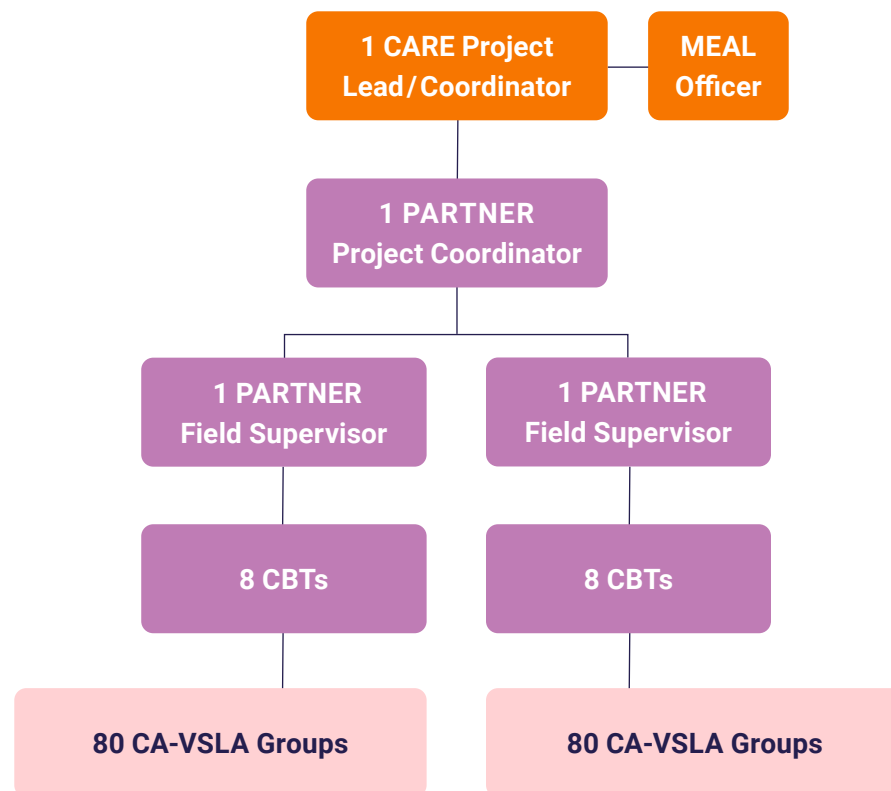 1 CARE Project
Lead/Coordinator
MEAL
Officer
1 PARTNER
Project Coordinator
1 PARTNER
Field Supervisor
1 PARTNER
Field Supervisor
8 CBTs
8 CBTs
80 CA-VSLA Groups
80 CA-VSLA Groups